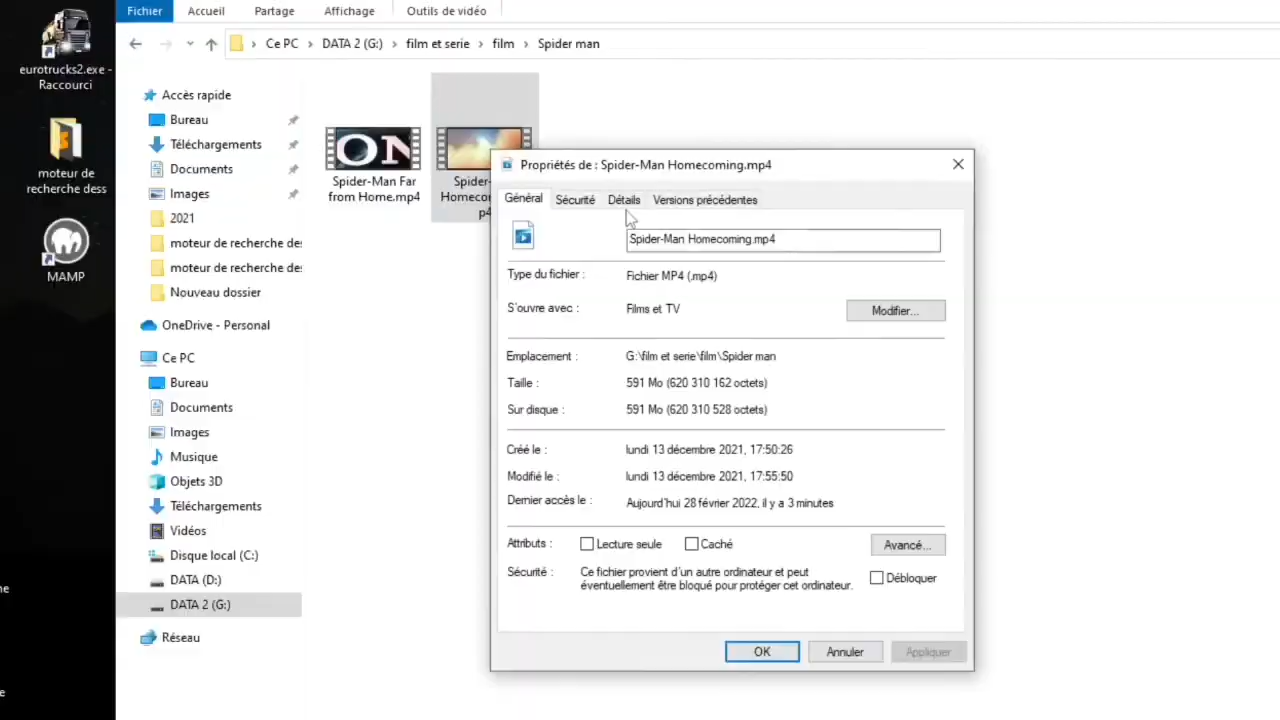 Fichier Accueil Partage Affichage Outils de vidéo
Ce PC > DATA 2 (G:) > film et serie > film > Spider man
eurotrucks2.exe -
Raccourci
moteur de
recherche dess
MAMP
Accès rapide
Bureau
Téléchargements
Documents
Images
2021
moteur de recherche de
moteur de recherche de
Nouveau dossier
OneDrive - Personal
Ce PC
Bureau
Documents
Images
Musique
Objets 3D
Téléchargements
Vidéos
Disque local (C:)
DATA (D:)
DATA 2 (G:)
Réseau
ON
Spider-Man Far
from Home.mp4
Spider-
Homeco
p4
Propriétés de : Spider-Man Homecoming.mp4
Général Sécurité Détails Versions précédentes
Spider-Man Homecoming.mp4
Type du fichier : Fichier MP4 (.mp4)
S'ouvre avec : Films et TV Modifier...
Emplacement : G:\film et serie\film\Spider man
Taille : 591 Mo (620 310 162 octets)
Sur disque : 591 Mo (620 310 528 octets)
Créé le : lundi 13 décembre 2021, 17:50:26
Modifié le : lundi 13 décembre 2021, 17:55:50
Dernier accès le : Aujourd'hui 28 février 2022, il y a 3 minutes
Attributs : Lecture seule Caché Avancé...
Sécurité : Ce fichier provient d'un autre ordinateur et peut
éventuellement être bloqué pour protéger cet ordinateur. Débloquer
OK Annuler Appliquer